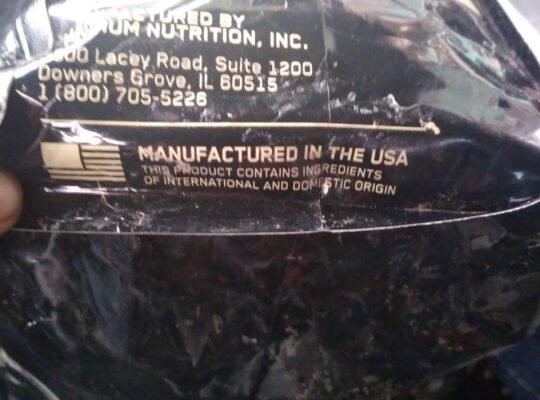 BY
NUTRITION, INC.
Lacey Road, Suite 1200
Downers Grove, IL 60515
1 (800) 705-5226
MANUFACTURED IN THE USA
THIS PRODUCT CONTAINS INGREDIENTS
OF INTERNATIONAL AND DOMESTIC ORIGIN